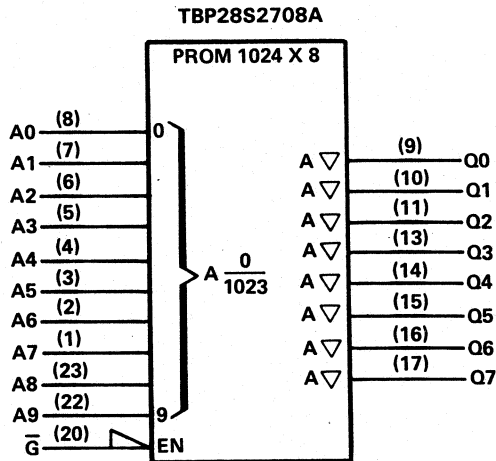 TBP28S2708A
PROM 1024 X 8
A0 (8) 0
A1 (7)
A2 (6)
A3 (5)
A4 (4)
A5 (3)
A6 (2)
A7 (1)
A8 (23)
A9 (22) 9
G̅ (20) EN
A 0/1023
A ▽ (9) Q0
A ▽ (10) Q1
A ▽ (11) Q2
A ▽ (13) Q3
A ▽ (14) Q4
A ▽ (15) Q5
A ▽ (16) Q6
A ▽ (17) Q7